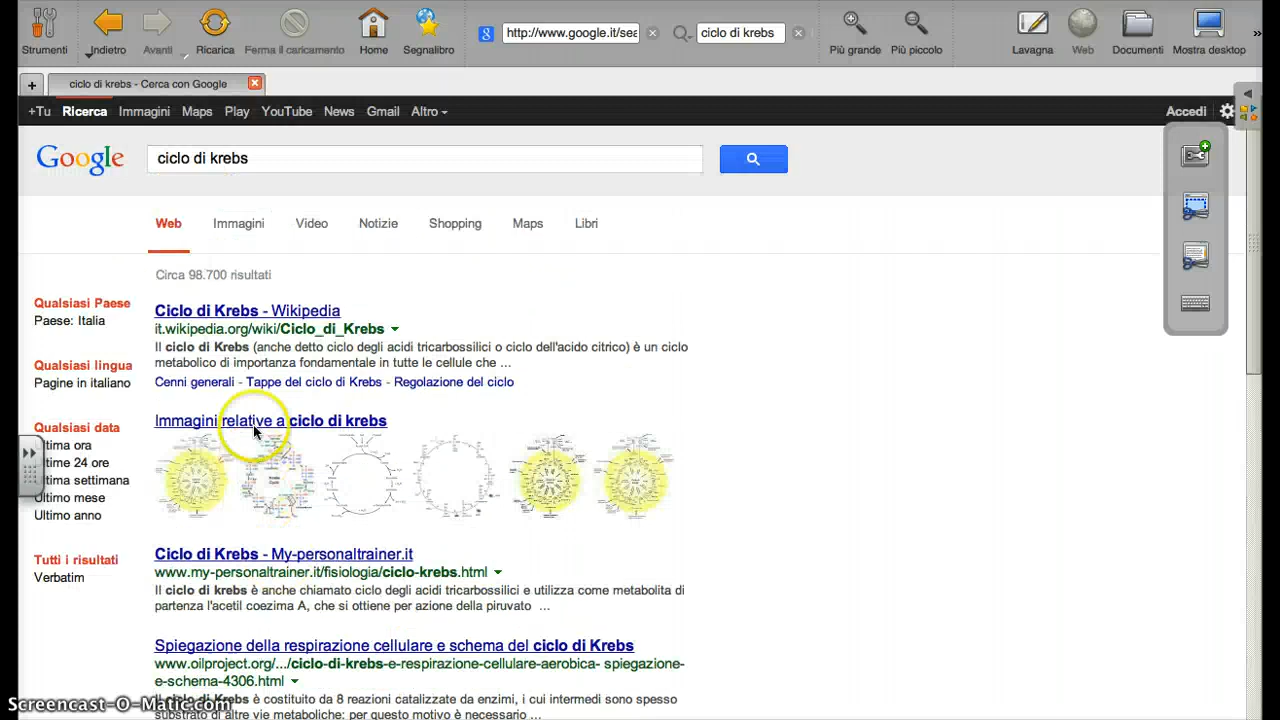 Strumenti
Indietro
Avanti
Ricarica
Ferma il caricamento
Home
Segnalibro
http://www.google.it/sea
ciclo di krebs
Più grande
Più piccolo
Lavagna
Web
Documenti
Mostra desktop
ciclo di krebs - Cerca con Google
+Tu Ricerca Immagini Maps Play YouTube News Gmail Altro
Accedi
Google
ciclo di krebs
Web Immagini Video Notizie Shopping Maps Libri
Circa 98.700 risultati
Qualsiasi Paese
Paese: Italia
Qualsiasi lingua
Pagine in italiano
Qualsiasi data
ltima ora
ltime 24 ore
ltima settimana
Ultimo mese
Ultimo anno
Tutti i risultati
Verbatim
Ciclo di Krebs - Wikipedia
it.wikipedia.org/wiki/Ciclo_di_Krebs
Il ciclo di Krebs (anche detto ciclo degli acidi tricarbossilici o ciclo dell'acido citrico) è un ciclo
metabolico di importanza fondamentale in tutte le cellule che ...
Cenni generali - Tappe del ciclo di Krebs - Regolazione del ciclo
Immagini relative a ciclo di krebs
Ciclo di Krebs - My-personaltrainer.it
www.my-personaltrainer.it/fisiologia/ciclo-krebs.html
Il ciclo di krebs è anche chiamato ciclo degli acidi tricarbossilici e utilizza come metabolita di
partenza l'acetil coezima A, che si ottiene per azione della piruvato ...
Spiegazione della respirazione cellulare e schema del ciclo di Krebs
www.oilproject.org/.../ciclo-di-krebs-e-respirazione-cellulare-aerobica- spiegazione-
e-schema-4306.html
Il ciclo di Krebs è costituito da 8 reazioni catalizzate da enzimi, i cui intermedi sono spesso
substrato di altre vie metaboliche: per questo motivo è necessario ...
Screencast-O-Matic.com